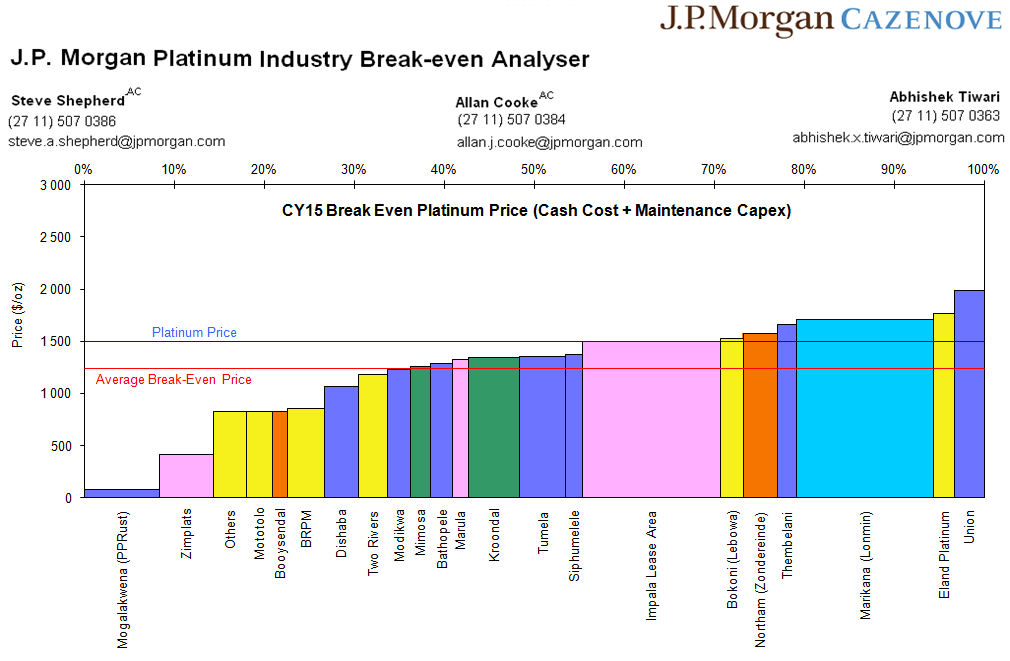 J.P.Morgan CAZENOVE
J.P. Morgan Platinum Industry Break-even Analyser
Steve Shepherd AC
(27 11) 507 0386
steve.a.shepherd@jpmorgan.com
Allan Cooke AC
(27 11) 507 0384
allan.j.cooke@jpmorgan.com
Abhishek Tiwari
(27 11) 507 0363
abhishek.x.tiwari@jpmorgan.com
0% 10% 20% 30% 40% 50% 60% 70% 80% 90% 100%
CY15 Break Even Platinum Price (Cash Cost + Maintenance Capex)
Price ($/oz)
3 000
2 500
2 000
1 500
1 000
500
0
Platinum Price
Average Break-Even Price
Mogalakwena (PPRust)
Zimplats
Others
Mototolo
Booysendal
BRPM
Dishaba
Two Rivers
Modikwa
Mimosa
Bathopele
Marula
Kroondal
Tumela
Siphumelele
Impala Lease Area
Bokoni (Lebowa)
Northam (Zondereinde)
Thembelani
Marikana (Lonmin)
Eland Platinum
Union